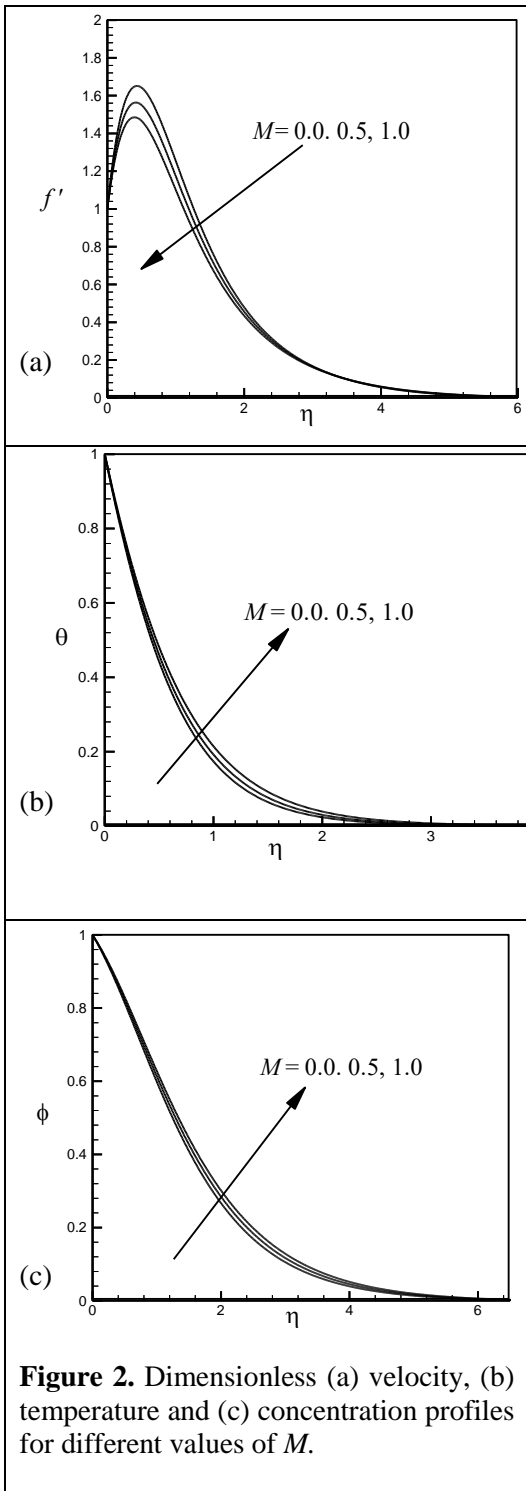 2
1.8
1.6
1.4
1.2
1
0.8
0.6
0.4
0.2
0
f'
M= 0.0. 0.5, 1.0
(a)
0 2 4 6
η
1
0.8
0.6
0.4
0.2
0
θ
M = 0.0. 0.5, 1.0
(b)
0 1 2 3
η
1
0.8
0.6
0.4
0.2
0
ϕ
M = 0.0. 0.5, 1.0
(c)
0 2 4 6
η
Figure 2. Dimensionless (a) velocity, (b)
temperature and (c) concentration profiles
for different values of M.